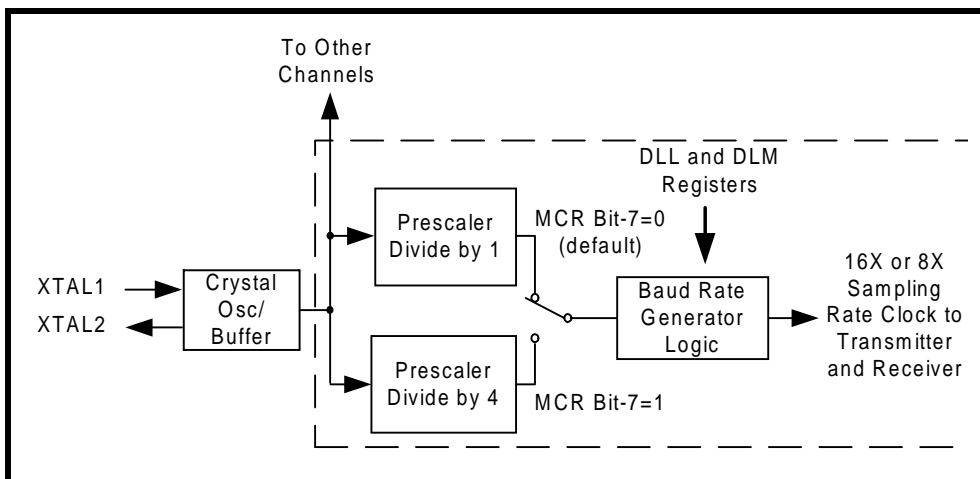 To Other
Channels
DLL and DLM
Registers
Prescaler
Divide by 1
MCR Bit-7=0
(default)
XTAL1
XTAL2
Crystal
Osc/
Buffer
Baud Rate
Generator
Logic
16X or 8X
Sampling
Rate Clock to
Transmitter
and Receiver
Prescaler
Divide by 4
MCR Bit-7=1